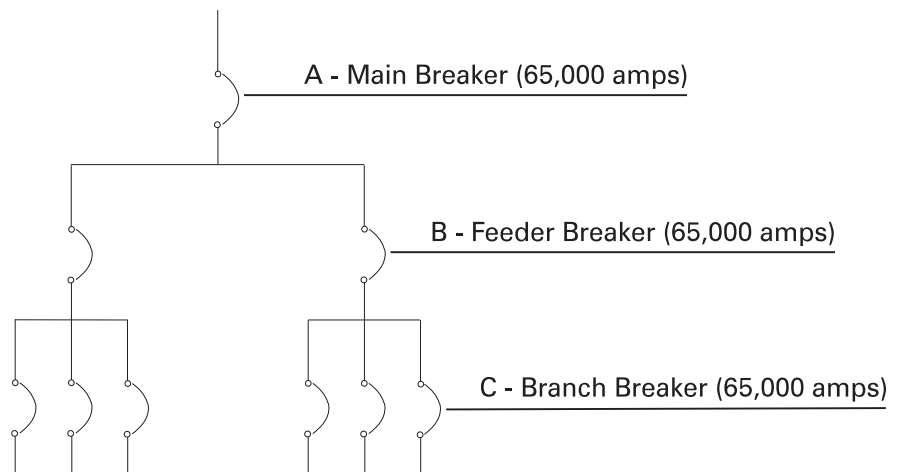 A - Main Breaker (65,000 amps)
B - Feeder Breaker (65,000 amps)
C - Branch Breaker (65,000 amps)